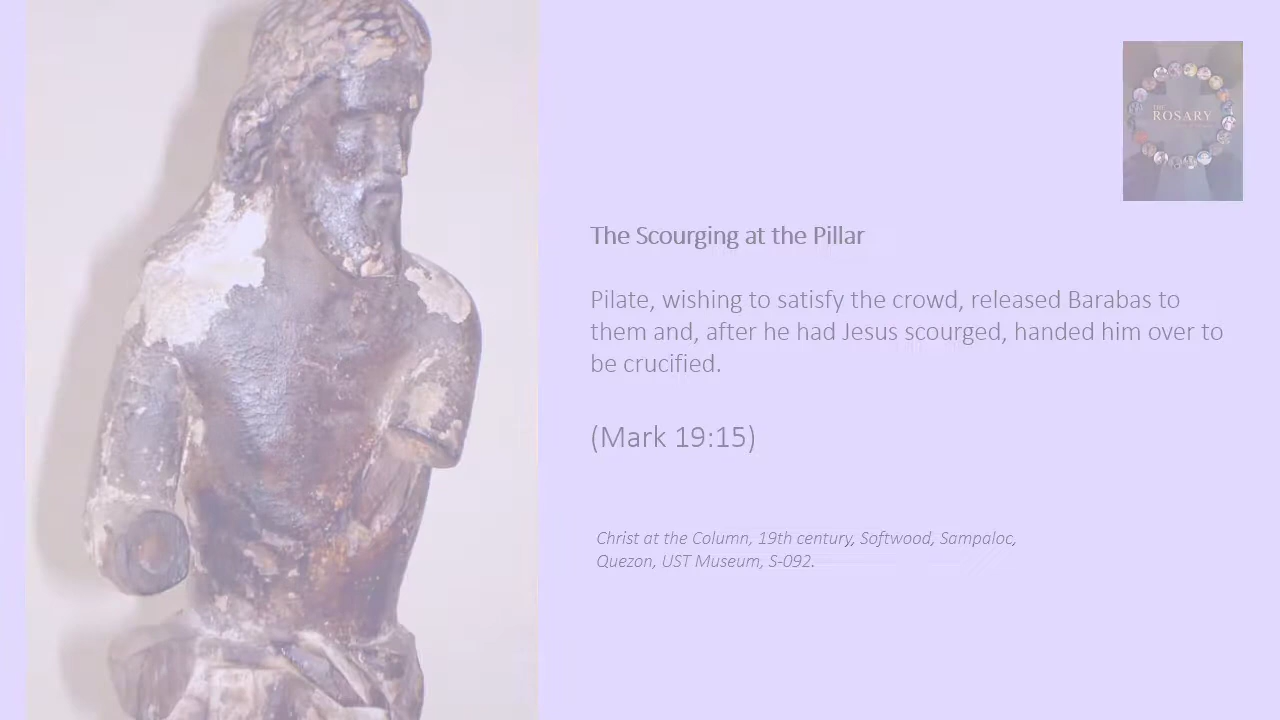 THE
ROSARY
The Scourging at the Pillar
Pilate, wishing to satisfy the crowd, released Barabas to
them and, after he had Jesus scourged, handed him over to
be crucified.
(Mark 19:15)
Christ at the Column, 19th century, Softwood, Sampaloc,
Quezon, UST Museum, S-092.